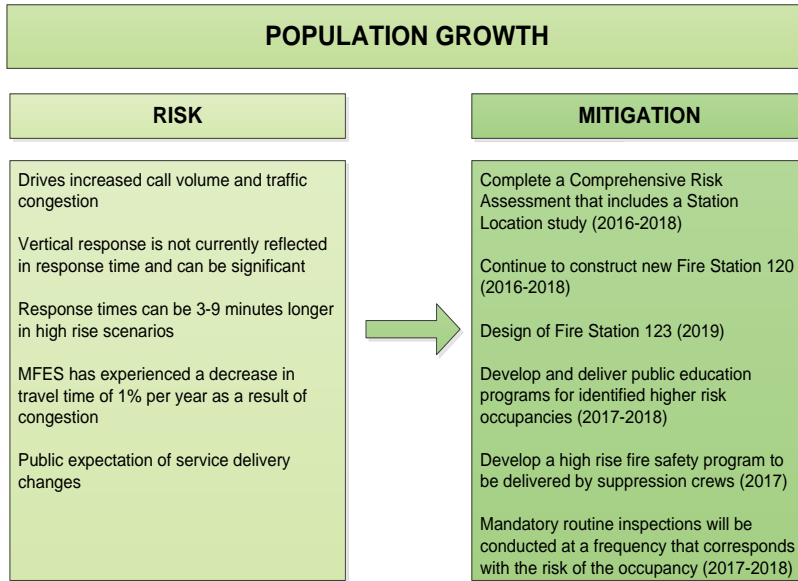 POPULATION GROWTH
RISK
Drives increased call volume and traffic
congestion
Vertical response is not currently reflected
in response time and can be significant
Response times can be 3-9 minutes longer
in high rise scenarios
MFES has experienced a decrease in
travel time of 1% per year as a result of
congestion
Public expectation of service delivery
changes
MITIGATION
Complete a Comprehensive Risk
Assessment that includes a Station
Location study (2016-2018)
Continue to construct new Fire Station 120
(2016-2018)
Design of Fire Station 123 (2019)
Develop and deliver public education
programs for identified higher risk
occupancies (2017-2018)
Develop a high rise fire safety program to
be delivered by suppression crews (2017)
Mandatory routine inspections will be
conducted at a frequency that corresponds
with the risk of the occupancy (2017-2018)